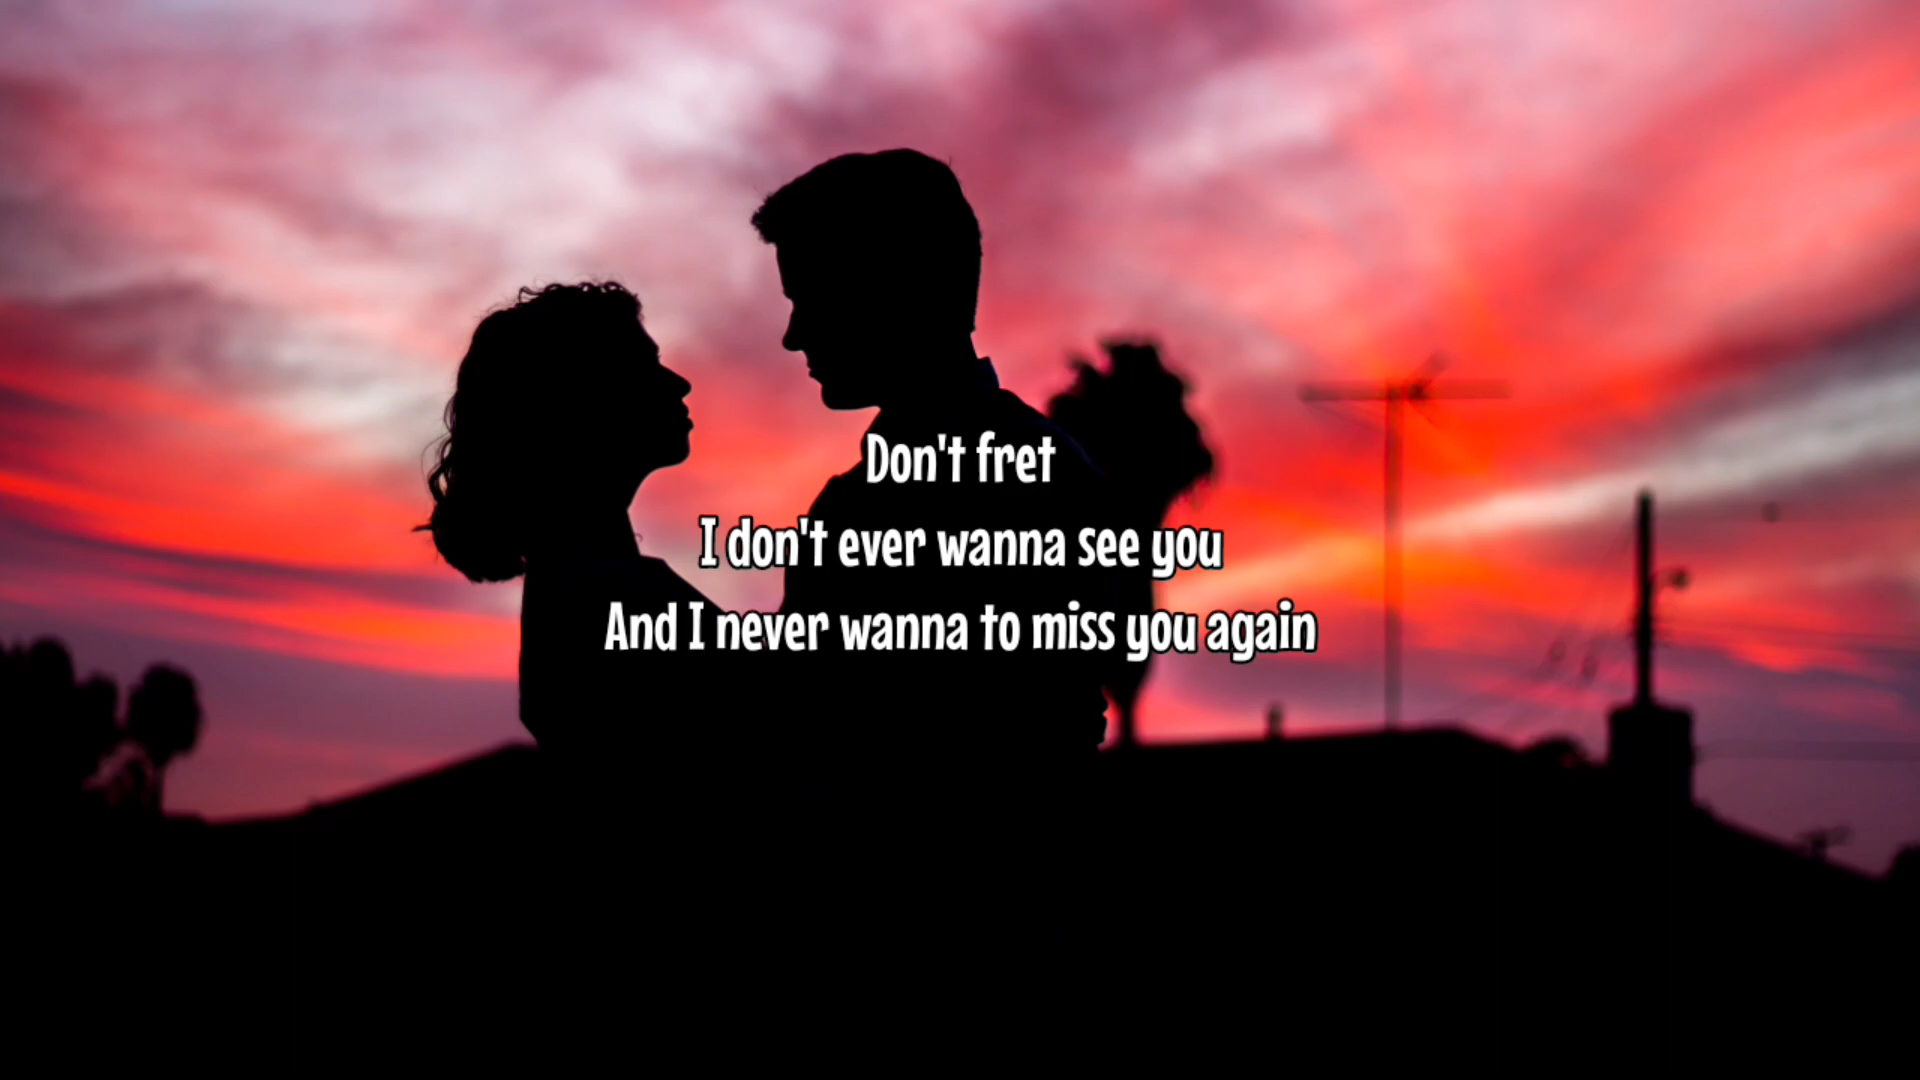 Don't fret
I don't ever wanna see you
And I never wanna to miss you again